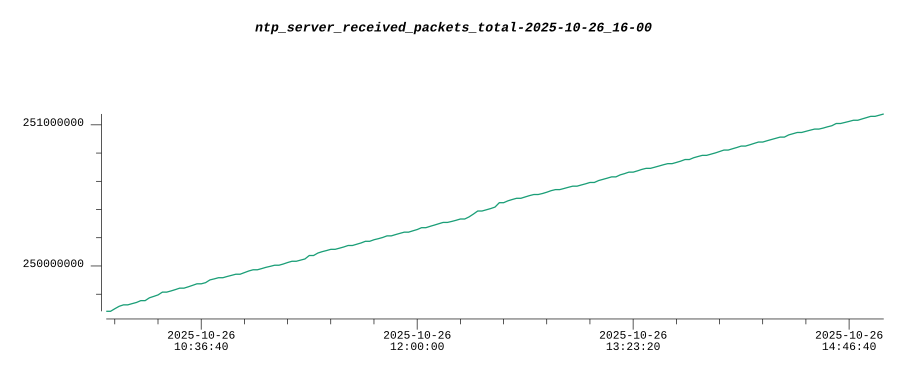 ntp_server_received_packets_total-2025-10-26_16-00
251000000
250000000
2025-10-26 2025-10-26 2025-10-26 2025-10-26
10:36:40 12:00:00 13:23:20 14:46:40